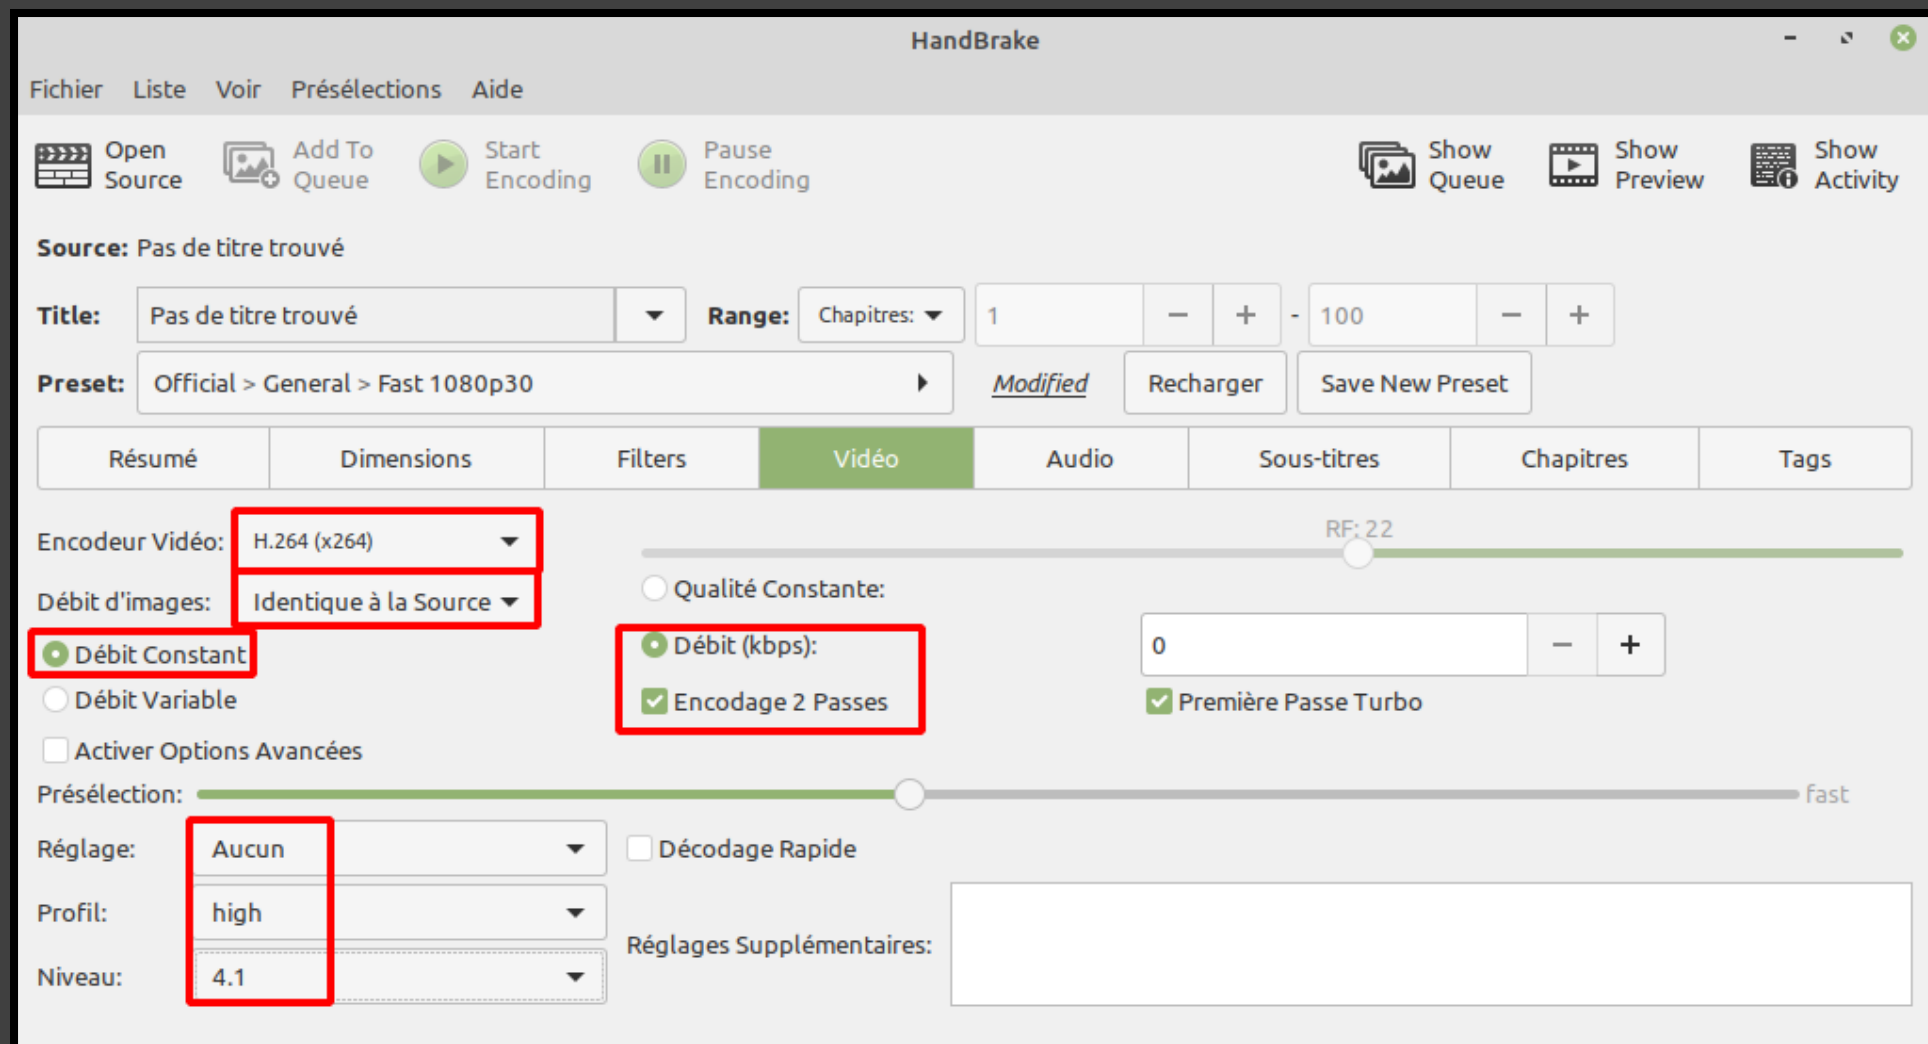 HandBrake
Fichier Liste Voir Présélections Aide
Open Source
Add To Queue
Start Encoding
Pause Encoding
Show Queue
Show Preview
Show Activity
Source: Pas de titre trouvé
Title: Pas de titre trouvé Range: Chapitres: 1 - 100
Preset: Official > General > Fast 1080p30 Modified Recharger Save New Preset
Résumé Dimensions Filters Vidéo Audio Sous-titres Chapitres Tags
Encodeur Vidéo: H.264 (x264)
Débit d'images: Identique à la Source
Débit Constant
Débit Variable
Activer Options Avancées
RF: 22
Qualité Constante:
Débit (kbps): 0
Encodage 2 Passes Première Passe Turbo
Présélection: fast
Réglage: Aucun Décodage Rapide
Profil: high
Niveau: 4.1
Réglages Supplémentaires: